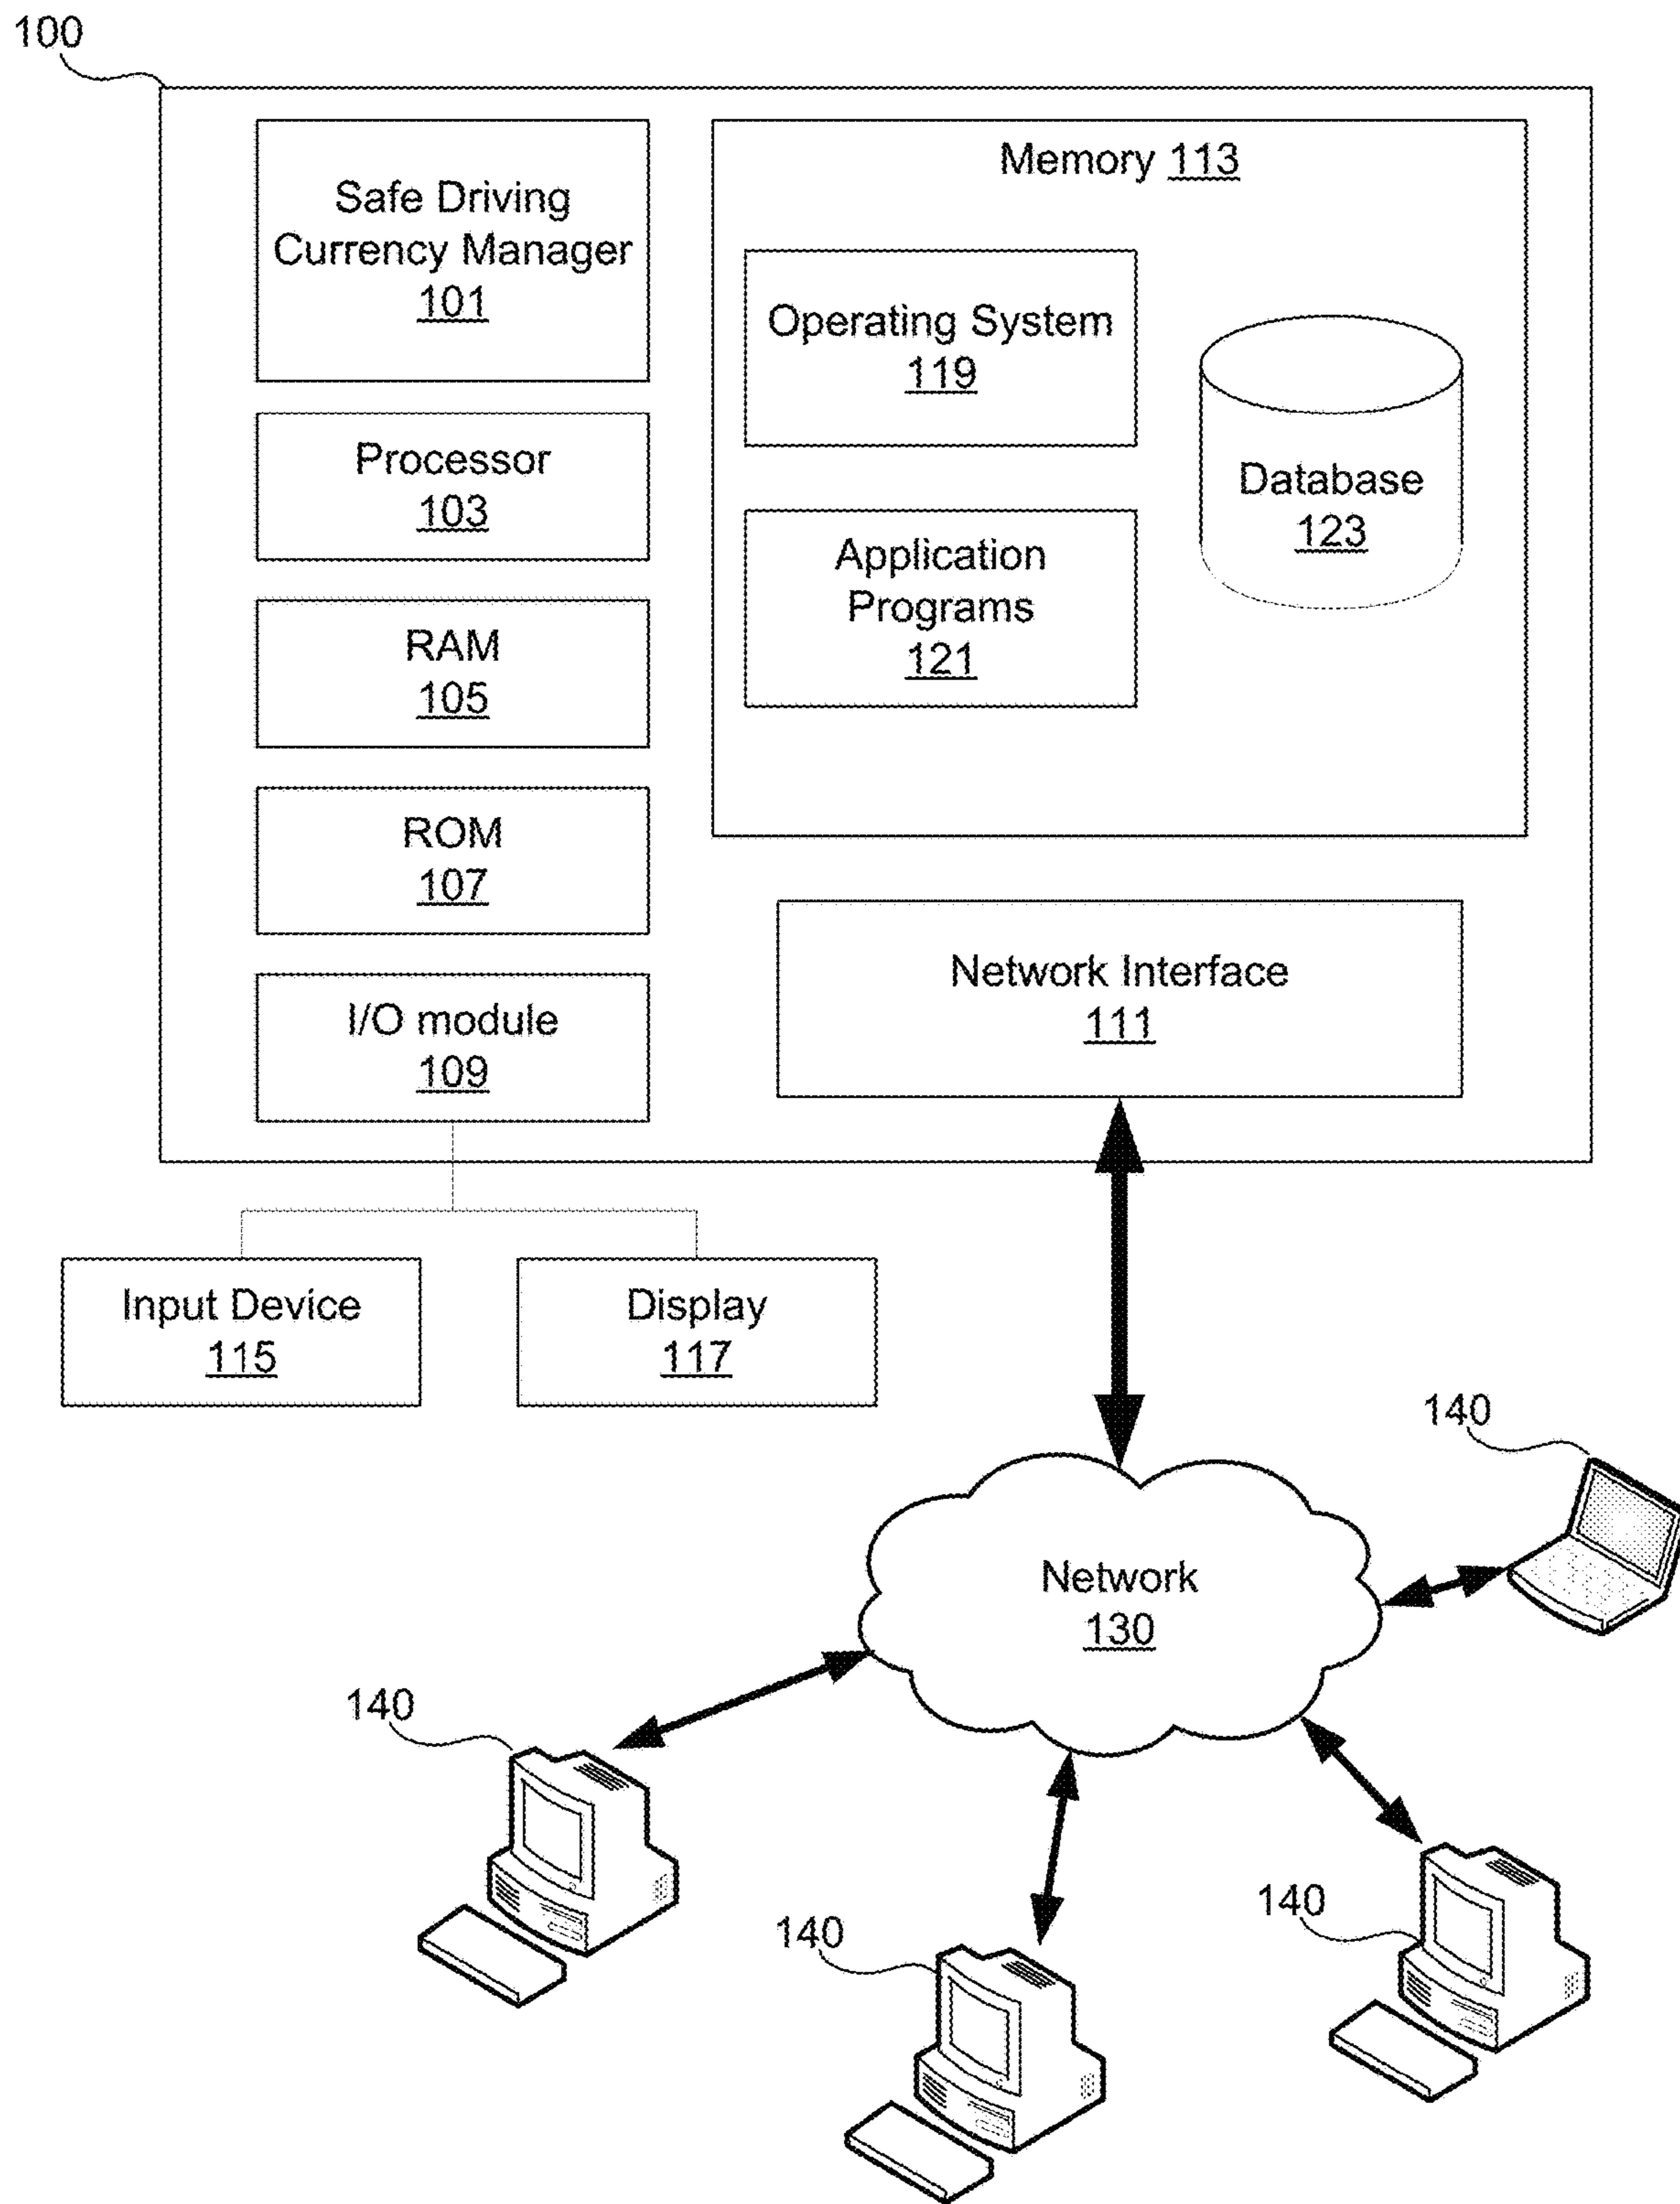 100
Safe Driving
Currency Manager
101
Processor
103
RAM
105
ROM
107
I/O module
109
Memory 113
Operating System
119
Application
Programs
121
Database
123
Network Interface
111
Input Device
115
Display
117
Network
130
140
140
140
140